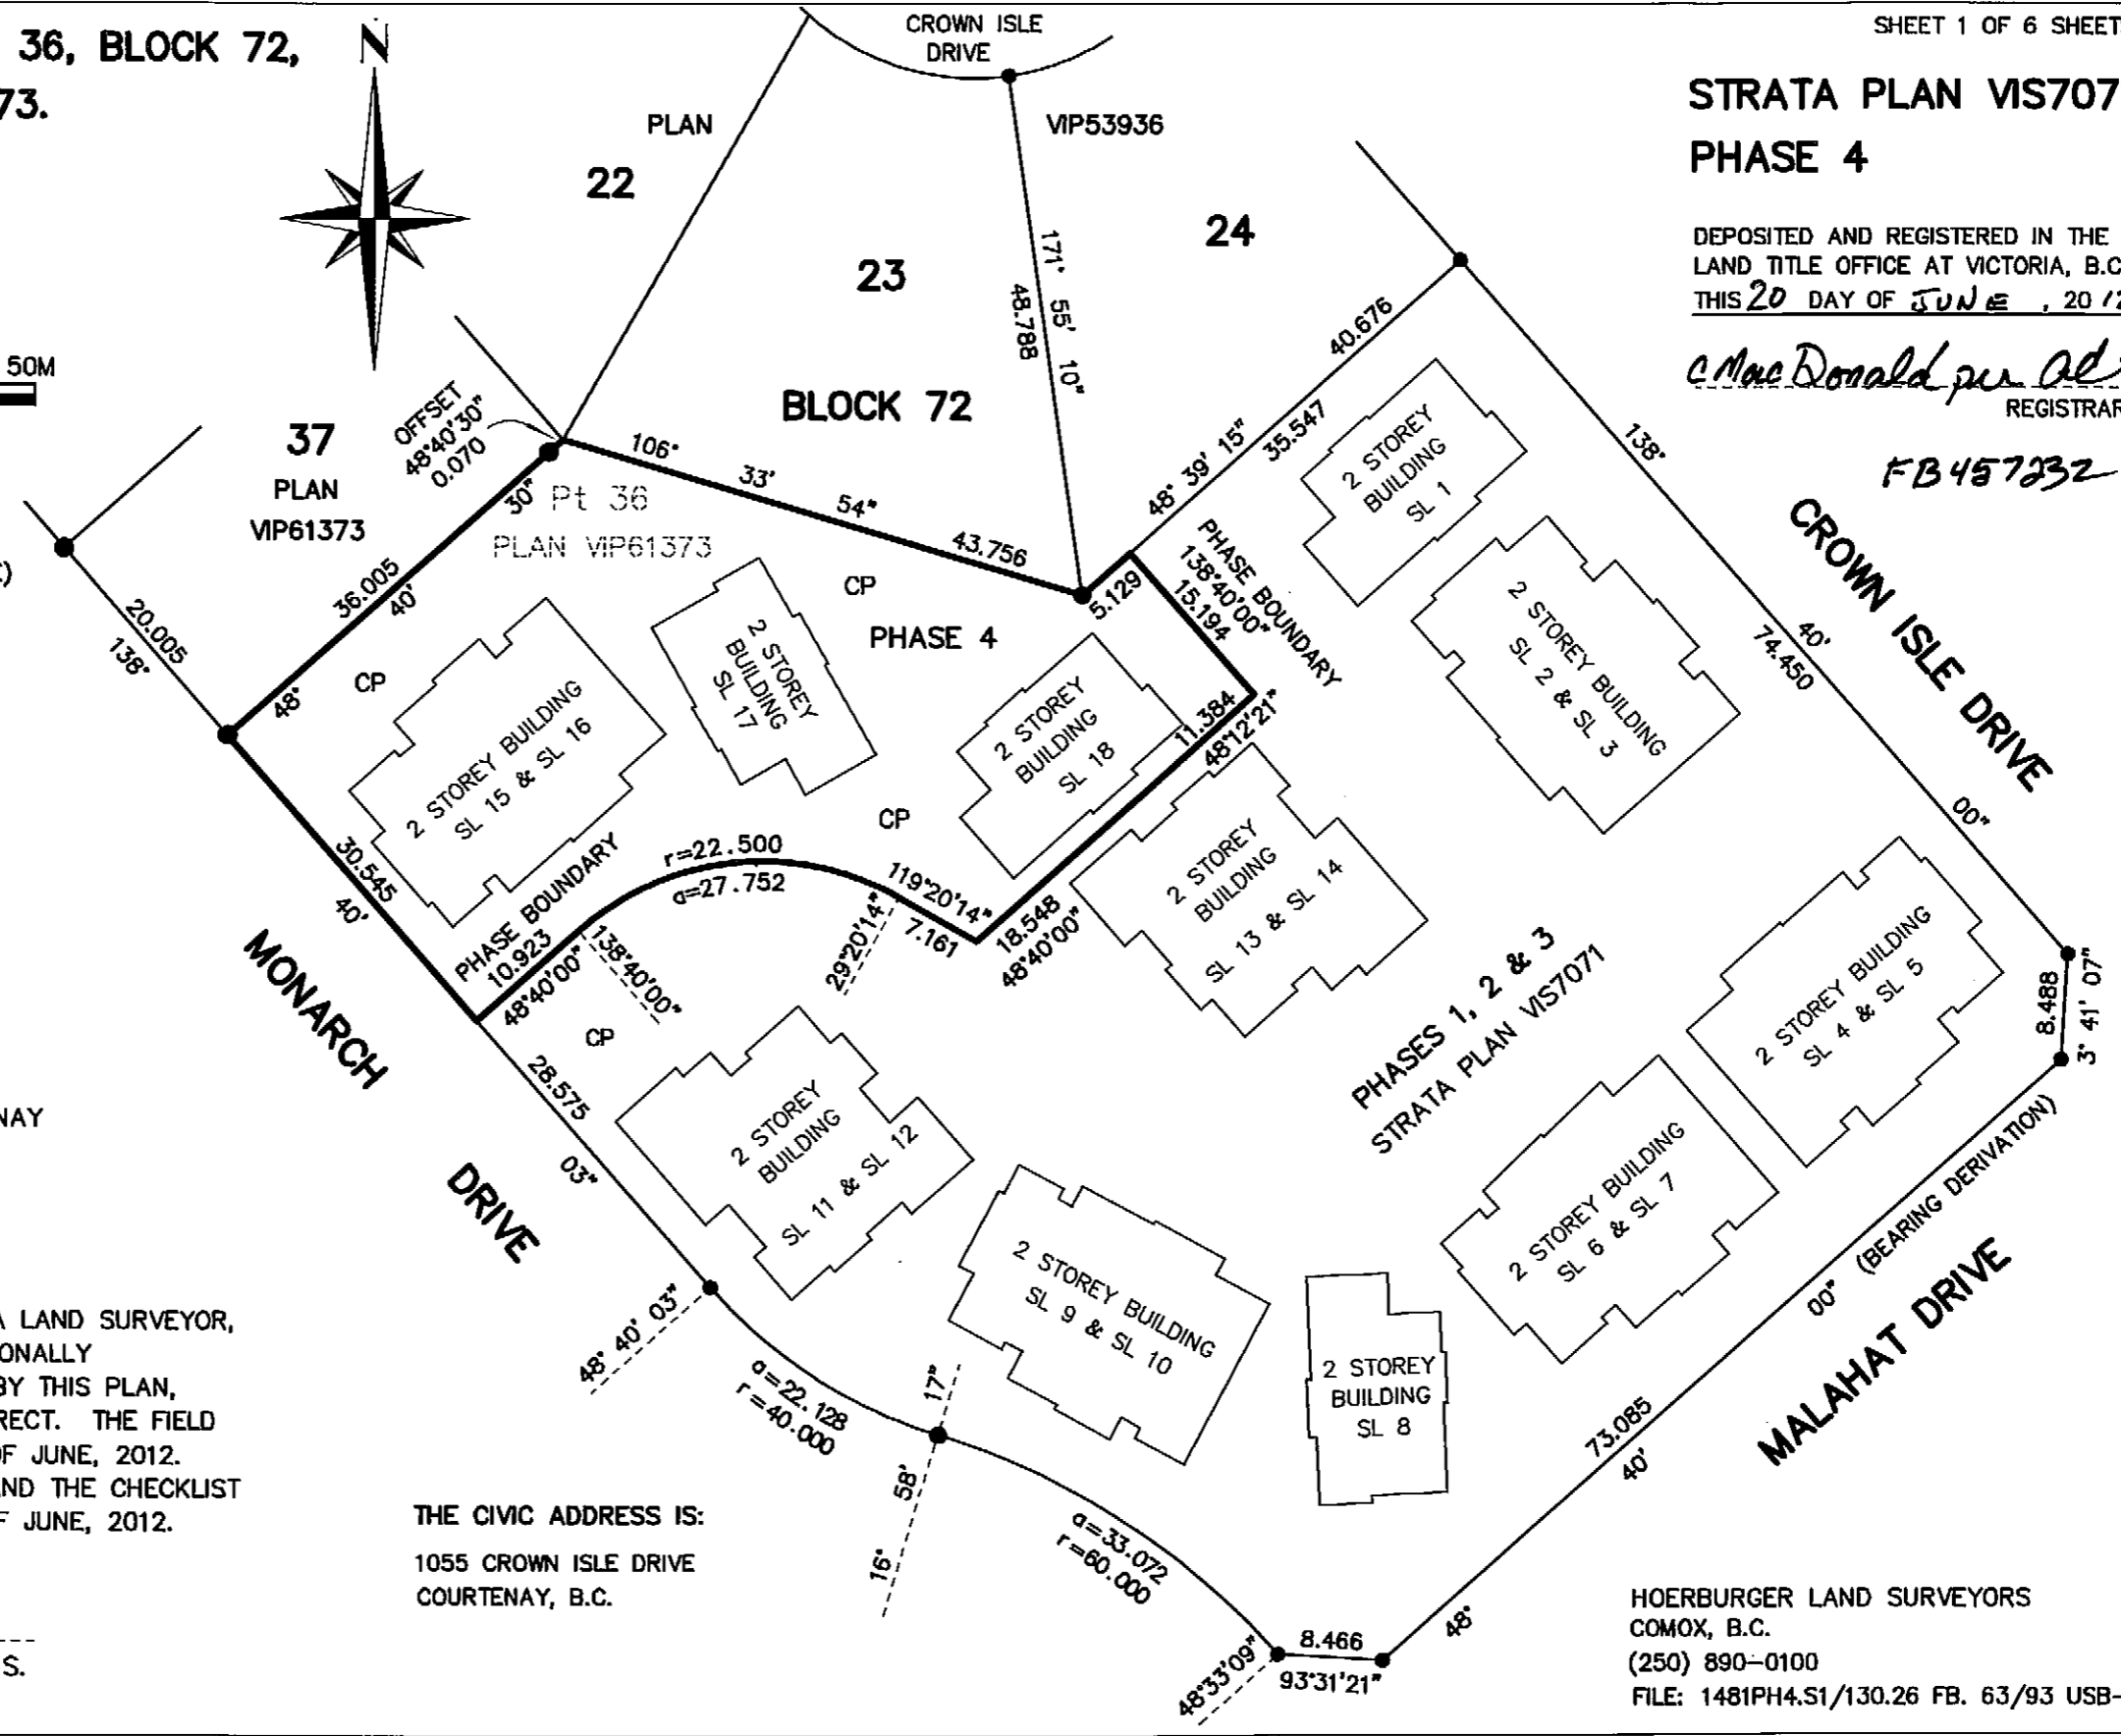 36, BLOCK 72,
73.
N
CROWN ISLE
DRIVE
SHEET 1 OF 6 SHEET
STRATA PLAN VIS707
PHASE 4
DEPOSITED AND REGISTERED IN THE
LAND TITLE OFFICE AT VICTORIA, B.C
THIS 20 DAY OF JUNE , 2012
C MacDonald per
REGISTRAR
FB457232
PLAN
VIP53936
22
23
24
BLOCK 72
171° 55' 10"
48.788
50M
OFFSET
48°40'30"
0.070
37
PLAN
VIP61373
Pt 36
PLAN VIP61373
106° 33' 54"
43.756
40.676
48° 39' 15"
35.547
5.129
PHASE BOUNDARY
138°40'00"
15.194
36.005
48° 40' 30"
20.005
138°
CP
CP
PHASE 4
CP
2 STOREY BUILDING
SL 15 & SL 16
2 STOREY
BUILDING
SL 17
2 STOREY
BUILDING
SL 18
11.384
48°12'21"
2 STOREY
BUILDING
SL 1
2 STOREY BUILDING
SL 2 & SL 3
138° 40' 00"
74.450
CROWN ISLE DRIVE
30.545
40'
PHASE BOUNDARY
10.923
48°40'00"
138°40'00"
r=22.500
a=27.752
29°20'14"
119°20'14"
7.161
18.548
48°40'00"
2 STOREY
BUILDING
SL 13 & SL 14
PHASES 1, 2 & 3
STRATA PLAN VIS7071
2 STOREY BUILDING
SL 4 & SL 5
8.488
3° 41' 07"
MONARCH
DRIVE
CP
28.575
03"
2 STOREY
BUILDING
SL 11 & SL 12
2 STOREY BUILDING
SL 9 & SL 10
2 STOREY
BUILDING
SL 8
2 STOREY BUILDING
SL 6 & SL 7
48° 40' 00" (BEARING DERIVATION)
73.085
MALAHAT DRIVE
48° 40' 03"
a=22.128
r=40.000
16° 58' 17"
a=33.072
r=60.000
48°33'09"
8.466
93°31'21"
NAY
A LAND SURVEYOR,
ONALLY
BY THIS PLAN,
RECT. THE FIELD
OF JUNE, 2012.
AND THE CHECKLIST
F JUNE, 2012.
S.
THE CIVIC ADDRESS IS:
1055 CROWN ISLE DRIVE
COURTENAY, B.C.
HOERBURGER LAND SURVEYORS
COMOX, B.C.
(250) 890-0100
FILE: 1481PH4.S1/130.26 FB. 63/93 USB-